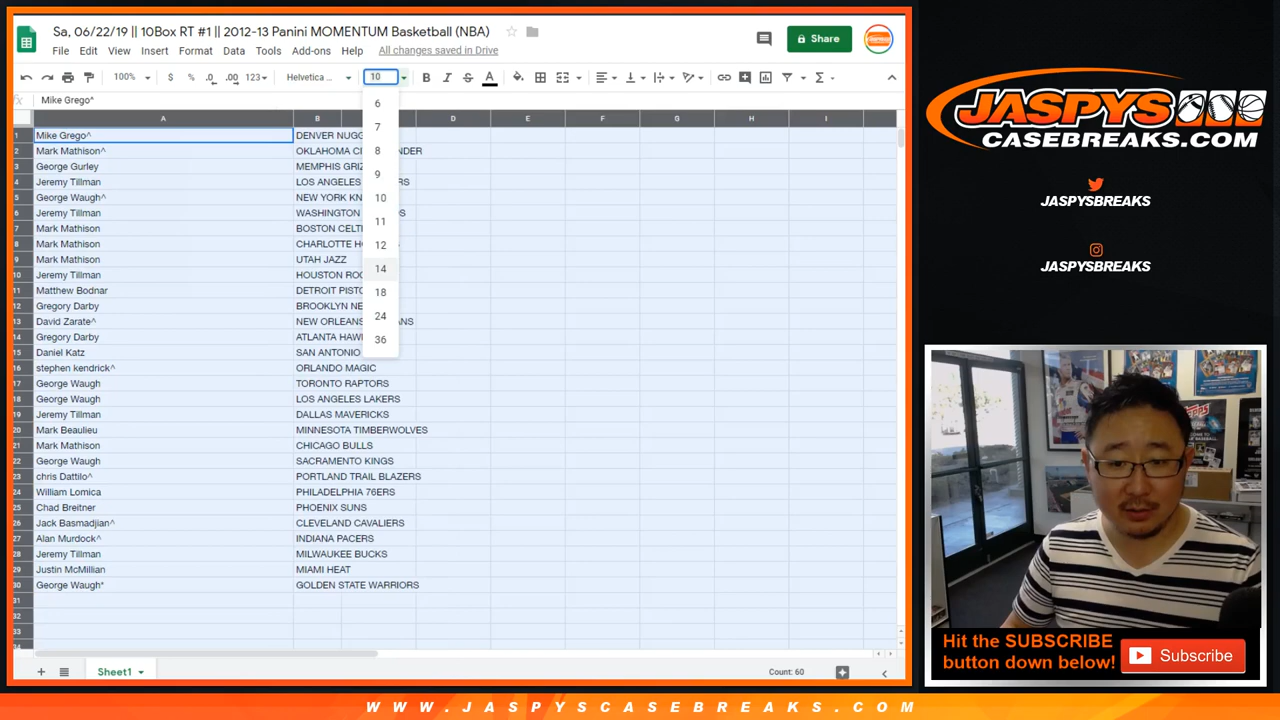 Sa, 06/22/19 || 10Box RT #1 || 2012-13 Panini MOMENTUM Basketball (NBA)
File Edit View Insert Format Data Tools Add-ons Help All changes saved in Drive
Share
100% $ % .0 .00 123 Helvetica ... 10 B I S A
fx Mike Grego^
A B D E F G H I
1 Mike Grego^ DENVER NUGG
2 Mark Mathison^ OKLAHOMA CI NDER
3 George Gurley MEMPHIS GRIZ
4 Jeremy Tillman LOS ANGELES RS
5 George Waugh^ NEW YORK KN
6 Jeremy Tillman WASHINGTON S
7 Mark Mathison BOSTON CELTI
8 Mark Mathison CHARLOTTE HO
9 Mark Mathison UTAH JAZZ
10 Jeremy Tillman HOUSTON ROC
11 Matthew Bodnar DETROIT PISTO
12 Gregory Darby BROOKLYN NE
13 David Zarate^ NEW ORLEANS ANS
14 Gregory Darby ATLANTA HAW
15 Daniel Katz SAN ANTONIO
16 stephen kendrick^ ORLANDO MAGIC
17 George Waugh TORONTO RAPTORS
18 George Waugh LOS ANGELES LAKERS
19 Jeremy Tillman DALLAS MAVERICKS
20 Mark Beaulieu MINNESOTA TIMBERWOLVES
21 Mark Mathison CHICAGO BULLS
22 George Waugh SACRAMENTO KINGS
23 chris Dattilo^ PORTLAND TRAIL BLAZERS
24 William Lomica PHILADELPHIA 76ERS
25 Chad Breitner PHOENIX SUNS
26 Jack Basmadjian^ CLEVELAND CAVALIERS
27 Alan Murdock^ INDIANA PACERS
28 Jeremy Tillman MILWAUKEE BUCKS
29 Justin McMillian MIAMI HEAT
30 George Waugh* GOLDEN STATE WARRIORS
31
32
33
34
6
7
8
9
10
11
12
14
18
24
36
Sheet1
Count: 60
JASPYS
CASEBREAKS.COM
JASPYSBREAKS
JASPYSBREAKS
Hit the SUBSCRIBE
button down below!
Subscribe
WWW.JASPYSCASEBREAKS.COM